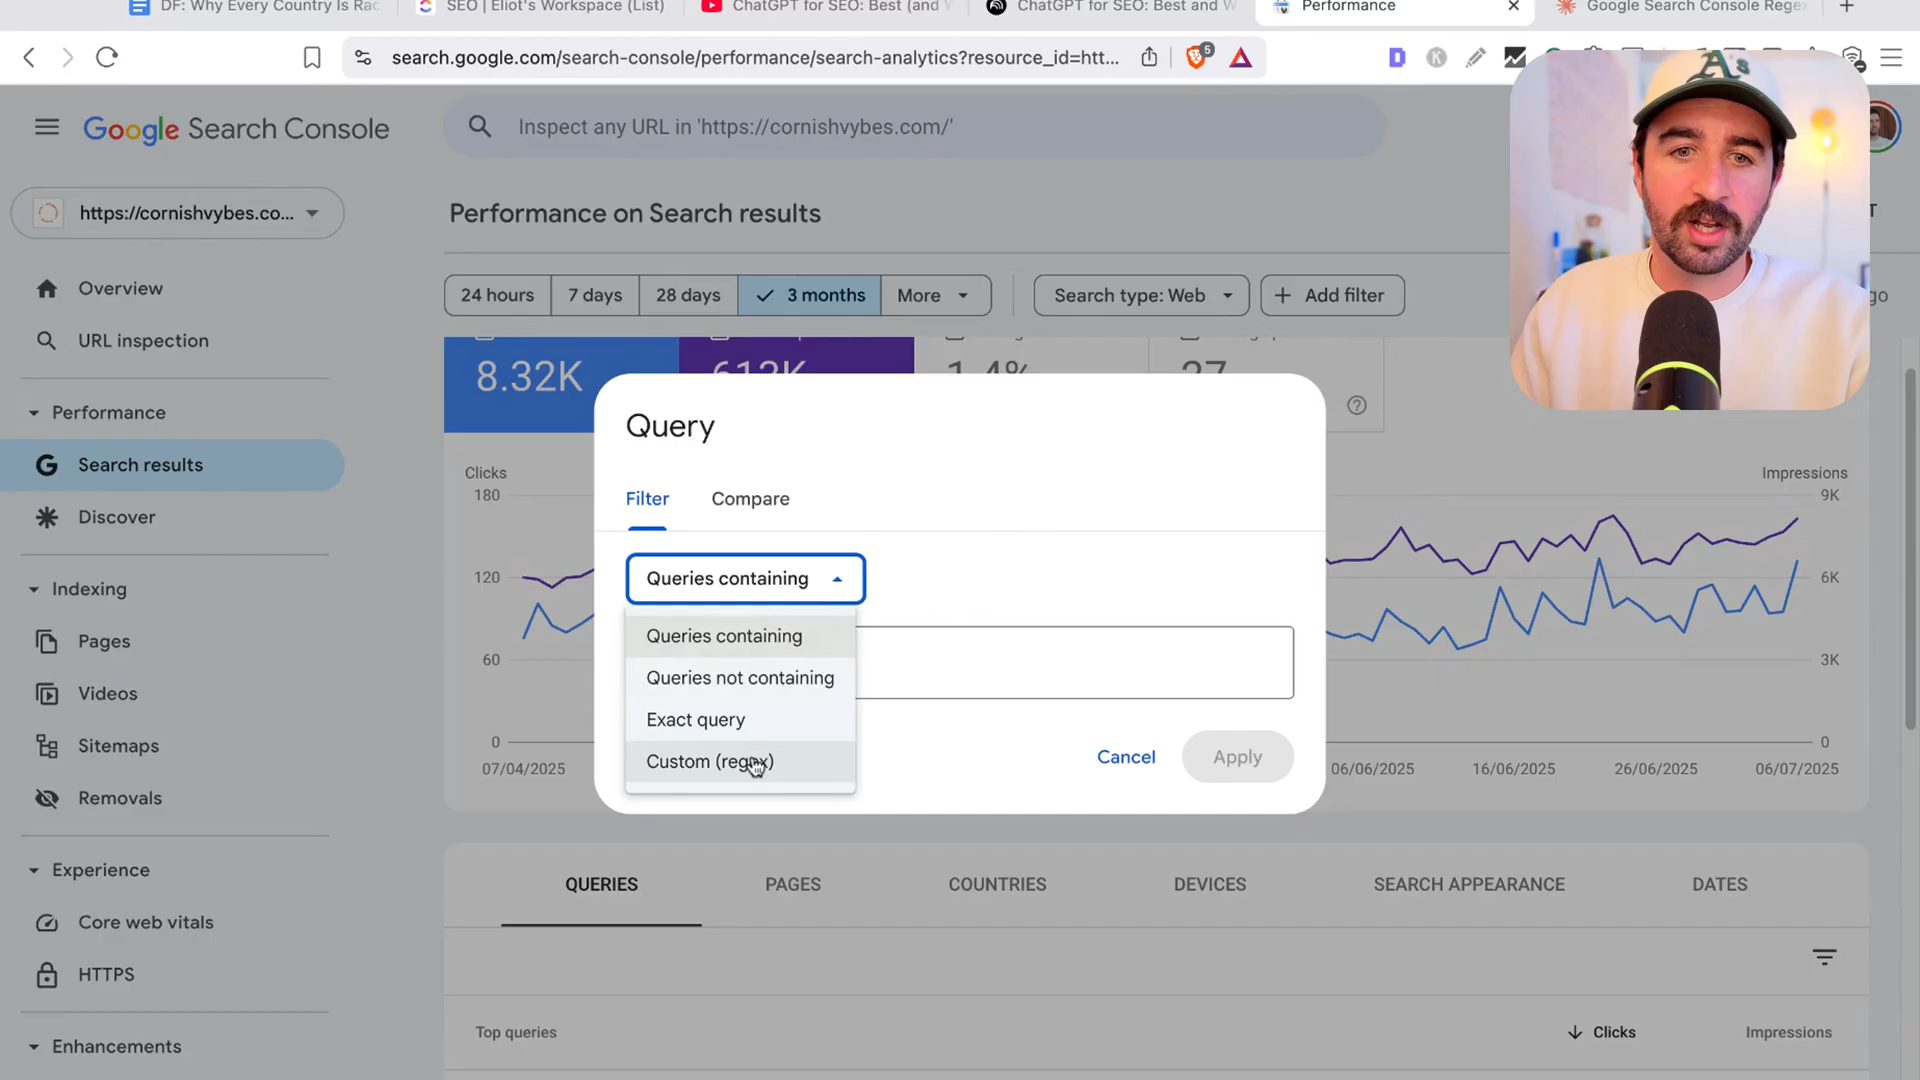 DF: Why Every Country Is Rac
SEO | Eliot's Workspace (List)
ChatGPT for SEO: Best (and W
ChatGPT for SEO: Best and W
Performance
Google Search Console Rege
search.google.com/search-console/performance/search-analytics?resource_id=htt...
5
D
K
Google Search Console
Inspect any URL in 'https://cornishvybes.com/'
A's
https://cornishvybes.co...
Performance on Search results
24 hours
7 days
28 days
3 months
More
Search type: Web
Add filter
Overview
URL inspection
Performance
Search results
Discover
Indexing
Pages
Videos
Sitemaps
Removals
Experience
Core web vitals
HTTPS
Enhancements
8.32K
612K
1.4%
27
Query
Filter
Compare
Queries containing
Queries containing
Queries not containing
Exact query
Custom (regex)
Cancel
Apply
Clicks
180
120
60
0
Impressions
9K
6K
3K
0
07/04/2025
06/06/2025
16/06/2025
26/06/2025
06/07/2025
QUERIES
PAGES
COUNTRIES
DEVICES
SEARCH APPEARANCE
DATES
Top queries
Clicks
Impressions